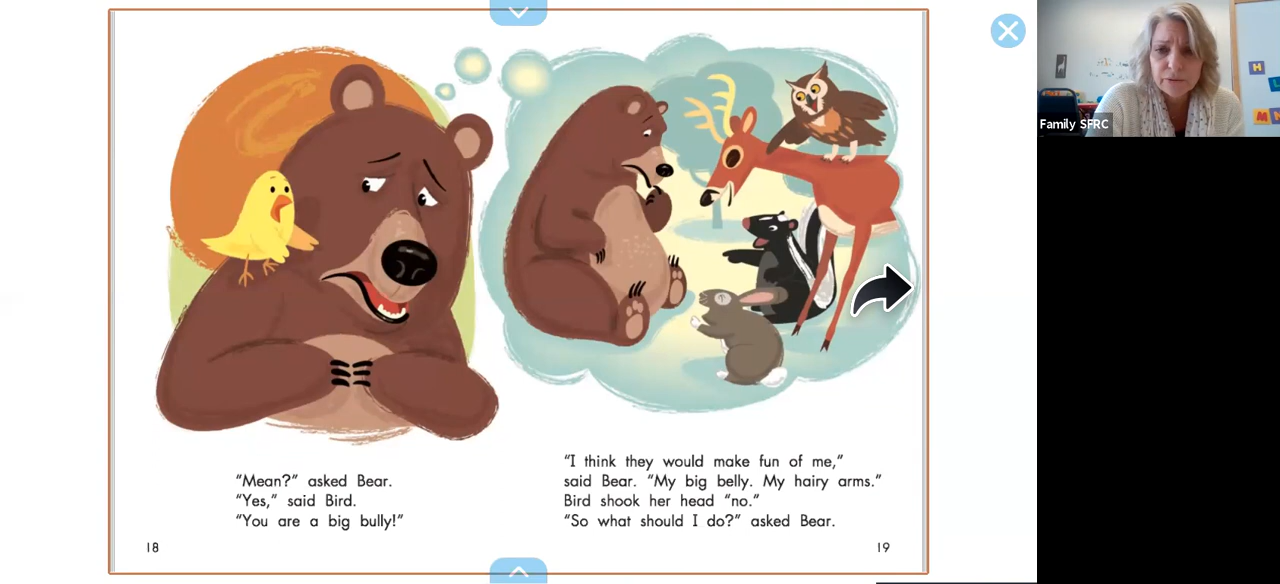 Family SFRC
"Mean?" asked Bear.
"Yes," said Bird.
"You are a big bully!"
18
"I think they would make fun of me,"
said Bear. "My big belly. My hairy arms."
Bird shook her head "no."
"So what should I do?" asked Bear.
19
H
M